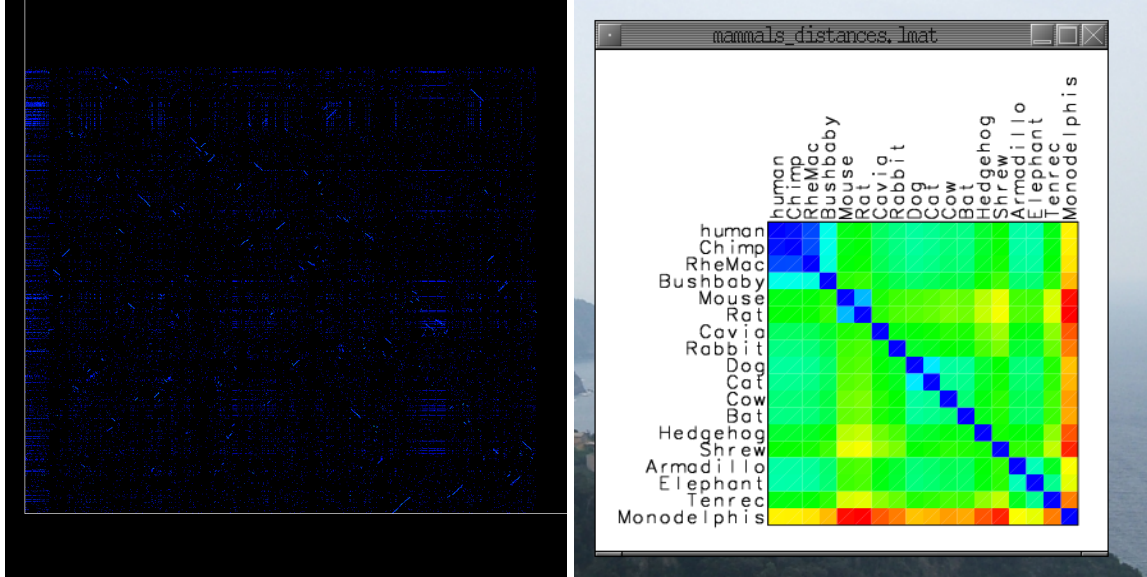 mammals_distances.lmat
human
Chimp
RheMac
Bushbaby
Mouse
Rat
Cavia
Rabbit
Dog
Cat
Cow
Bat
Hedgehog
Shrew
Armadillo
Elephant
Tenrec
Monodelphis
human
Chimp
RheMac
Bushbaby
Mouse
Rat
Cavia
Rabbit
Dog
Cat
Cow
Bat
Hedgehog
Shrew
Armadillo
Elephant
Tenrec
Monodelphis